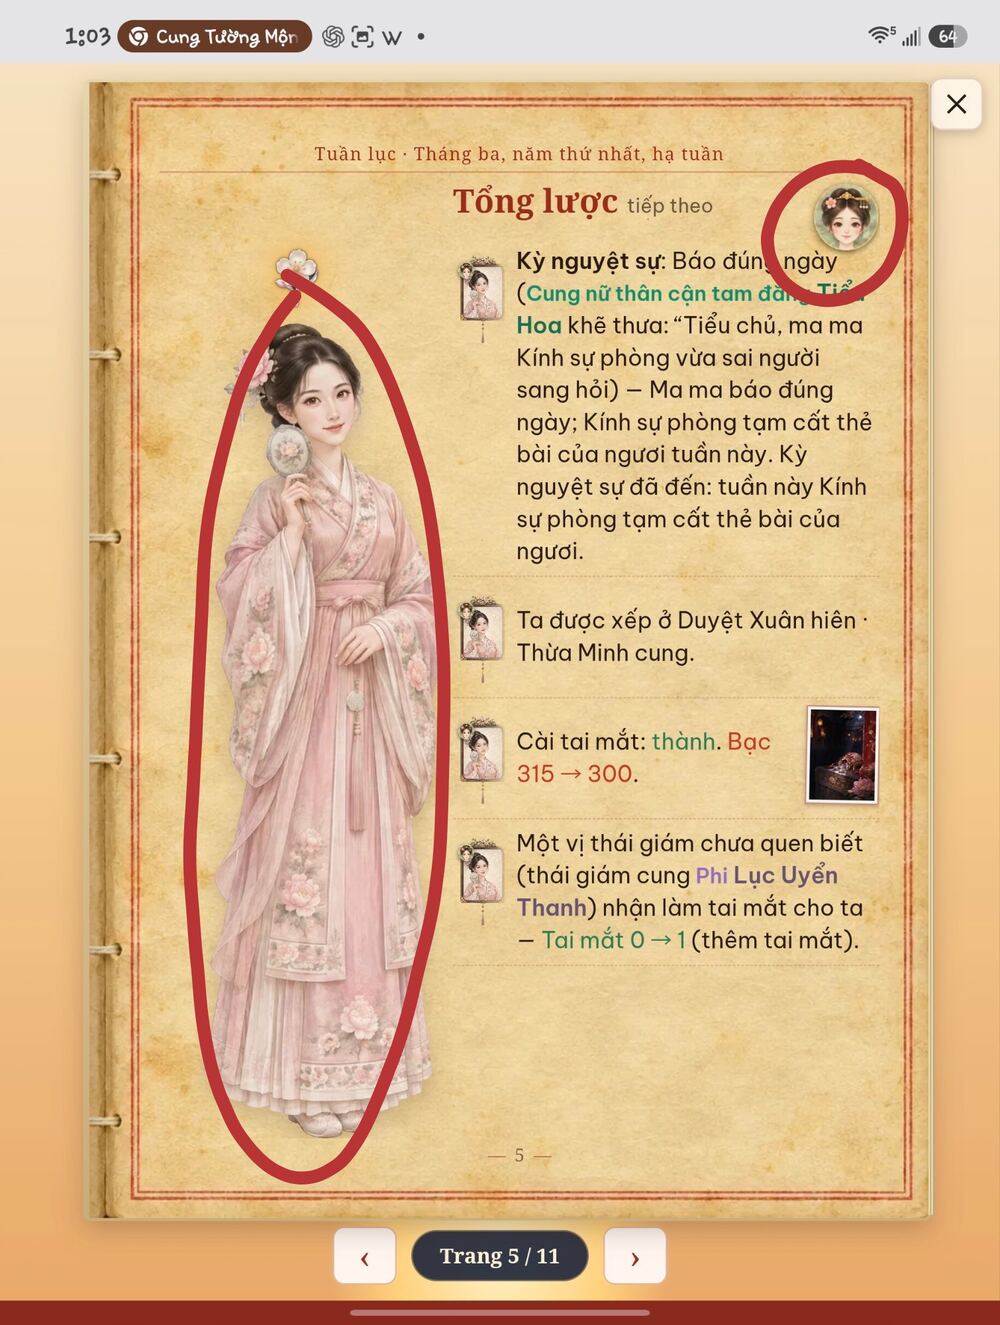 1:03 Cung Tường Mộn W 5 64
Tuần lục · Tháng ba, năm thứ nhất, hạ tuần
Tổng lược tiếp theo
Kỳ nguyệt sự: Báo đúng ngày
(Cung nữ thân cận tam đẳng Tiểu
Hoa khẽ thưa: “Tiểu chủ, ma ma
Kính sự phòng vừa sai người
sang hỏi) — Ma ma báo đúng
ngày; Kính sự phòng tạm cất thẻ
bài của ngươi tuần này. Kỳ
nguyệt sự đã đến: tuần này Kính
sự phòng tạm cất thẻ bài của
ngươi.
Ta được xếp ở Duyệt Xuân hiên ·
Thừa Minh cung.
Cài tai mắt: thành. Bạc
315 → 300.
Một vị thái giám chưa quen biết
(thái giám cung Phi Lục Uyển
Thanh) nhận làm tai mắt cho ta
— Tai mắt 0 → 1 (thêm tai mắt).
— 5 —
‹ Trang 5 / 11 ›